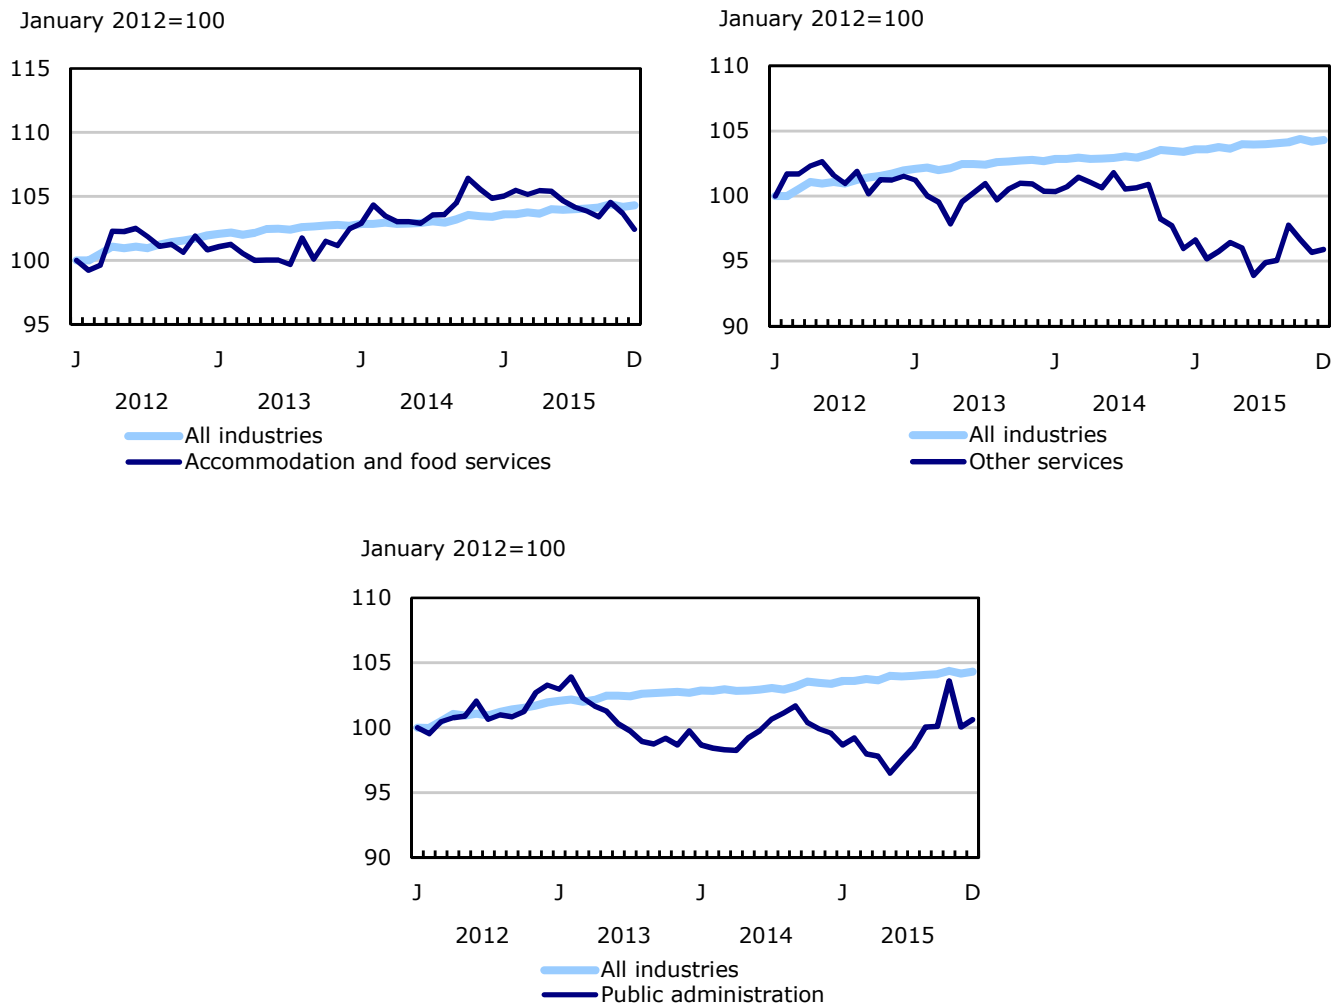 January 2012=100
115
110
105
100
95
J J J J D
2012 2013 2014 2015
All industries
Accommodation and food services
January 2012=100
110
105
100
95
90
J J J J D
2012 2013 2014 2015
All industries
Other services
January 2012=100
110
105
100
95
90
J J J J D
2012 2013 2014 2015
All industries
Public administration